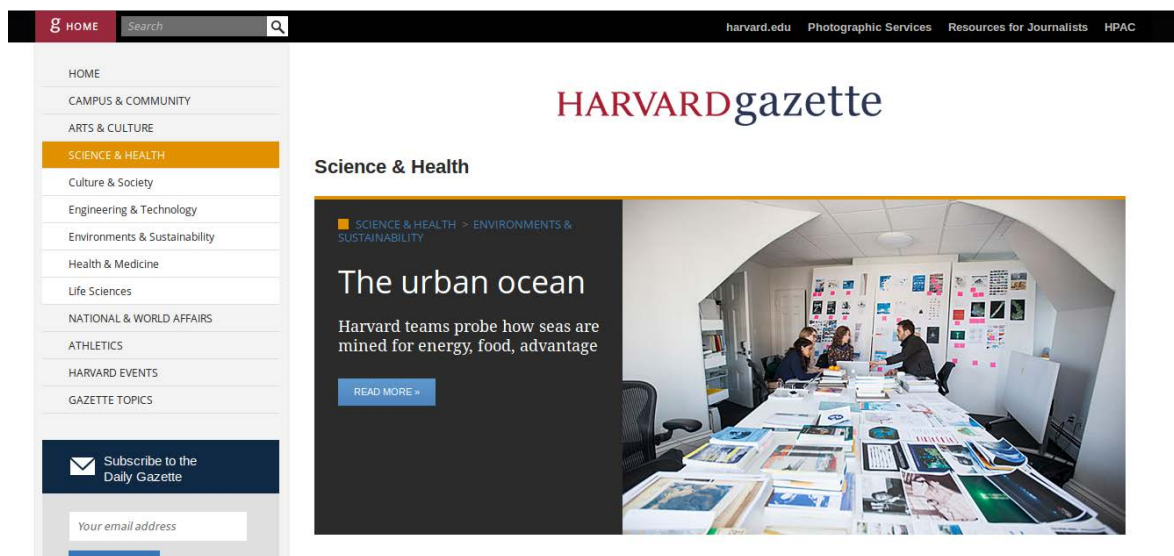 g HOME
Search
harvard.edu Photographic Services Resources for Journalists HPAC
HOME
CAMPUS & COMMUNITY
ARTS & CULTURE
SCIENCE & HEALTH
Culture & Society
Engineering & Technology
Environments & Sustainability
Health & Medicine
Life Sciences
NATIONAL & WORLD AFFAIRS
ATHLETICS
HARVARD EVENTS
GAZETTE TOPICS
Subscribe to the
Daily Gazette
Your email address
HARVARDgazette
Science & Health
SCIENCE & HEALTH > ENVIRONMENTS &
SUSTAINABILITY
The urban ocean
Harvard teams probe how seas are
mined for energy, food, advantage
READ MORE »